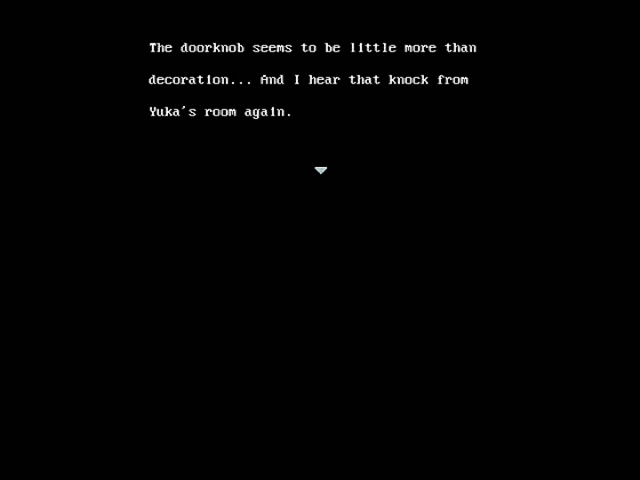 The doorknob seems to be little more than
decoration... And I hear that knock from
Yuka's room again.